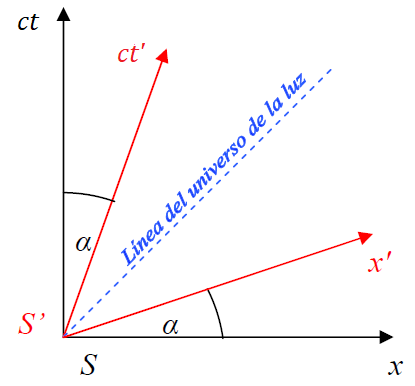 ct
ct'
Línea del universo de la luz
α
x'
S’
α
S
x